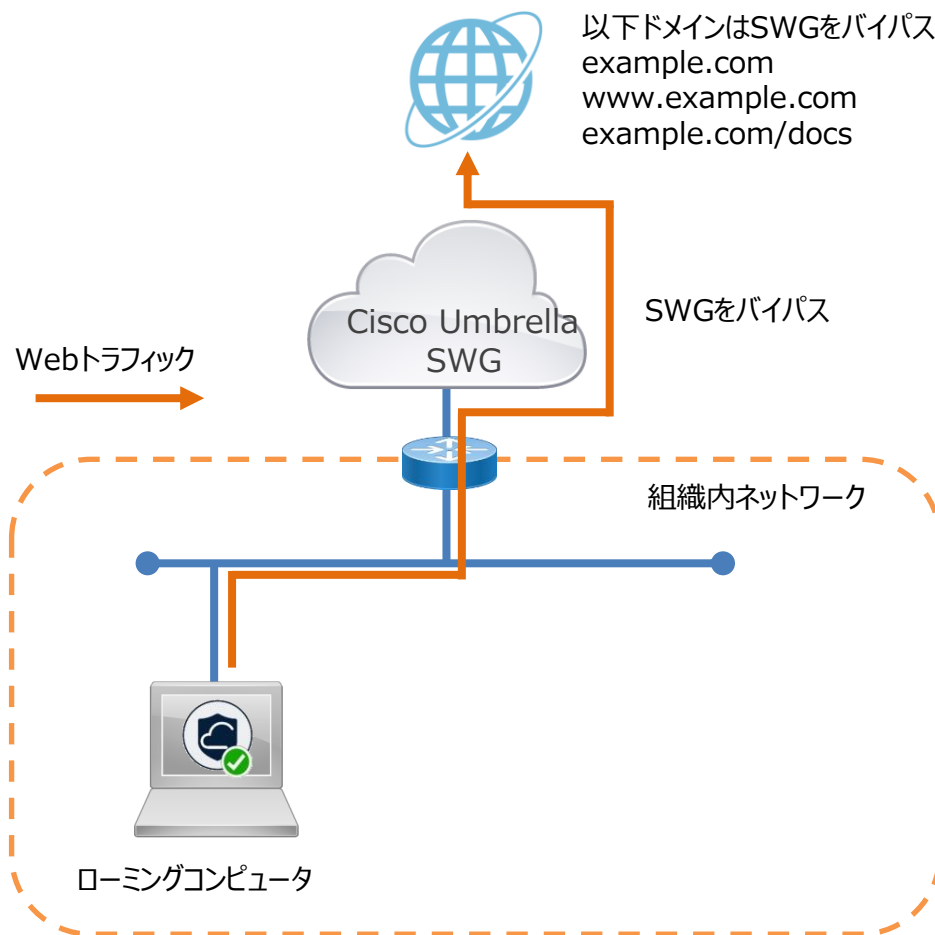 以下ドメインはSWGをバイパス
example.com
www.example.com
example.com/docs
Cisco Umbrella
SWG
SWGをバイパス
Webトラフィック
組織内ネットワーク
ローミングコンピュータ